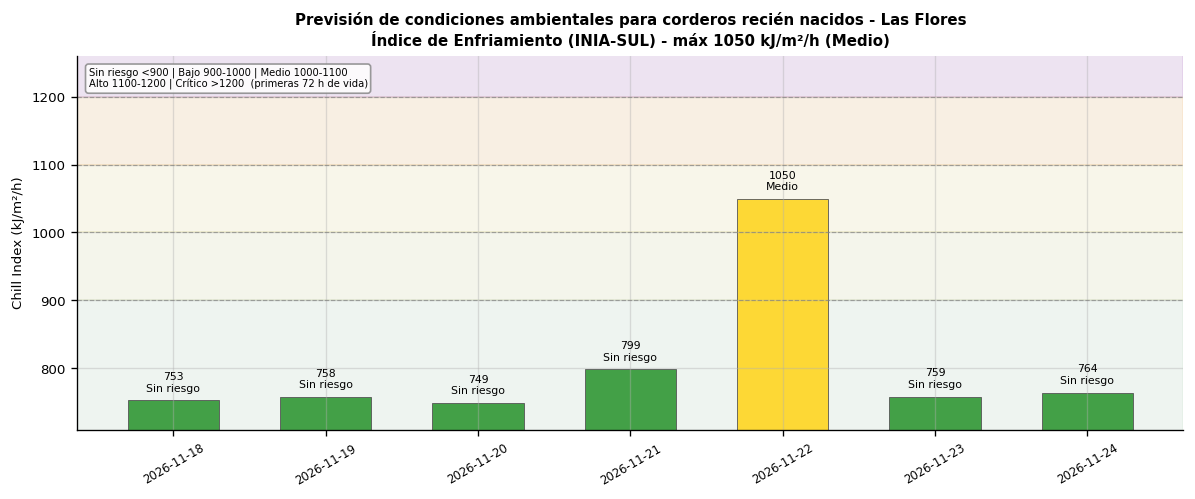 Previsión de condiciones ambientales para corderos recién nacidos - Las Flores
Índice de Enfriamiento (INIA-SUL) - máx 1050 kJ/m²/h (Medio)
Sin riesgo <900 | Bajo 900-1000 | Medio 1000-1100
Alto 1100-1200 | Crítico >1200  (primeras 72 h de vida)
Chill Index (kJ/m²/h)
1200
1100
1000
900
800
753
Sin riesgo
758
Sin riesgo
749
Sin riesgo
799
Sin riesgo
1050
Medio
759
Sin riesgo
764
Sin riesgo
2026-11-18
2026-11-19
2026-11-20
2026-11-21
2026-11-22
2026-11-23
2026-11-24